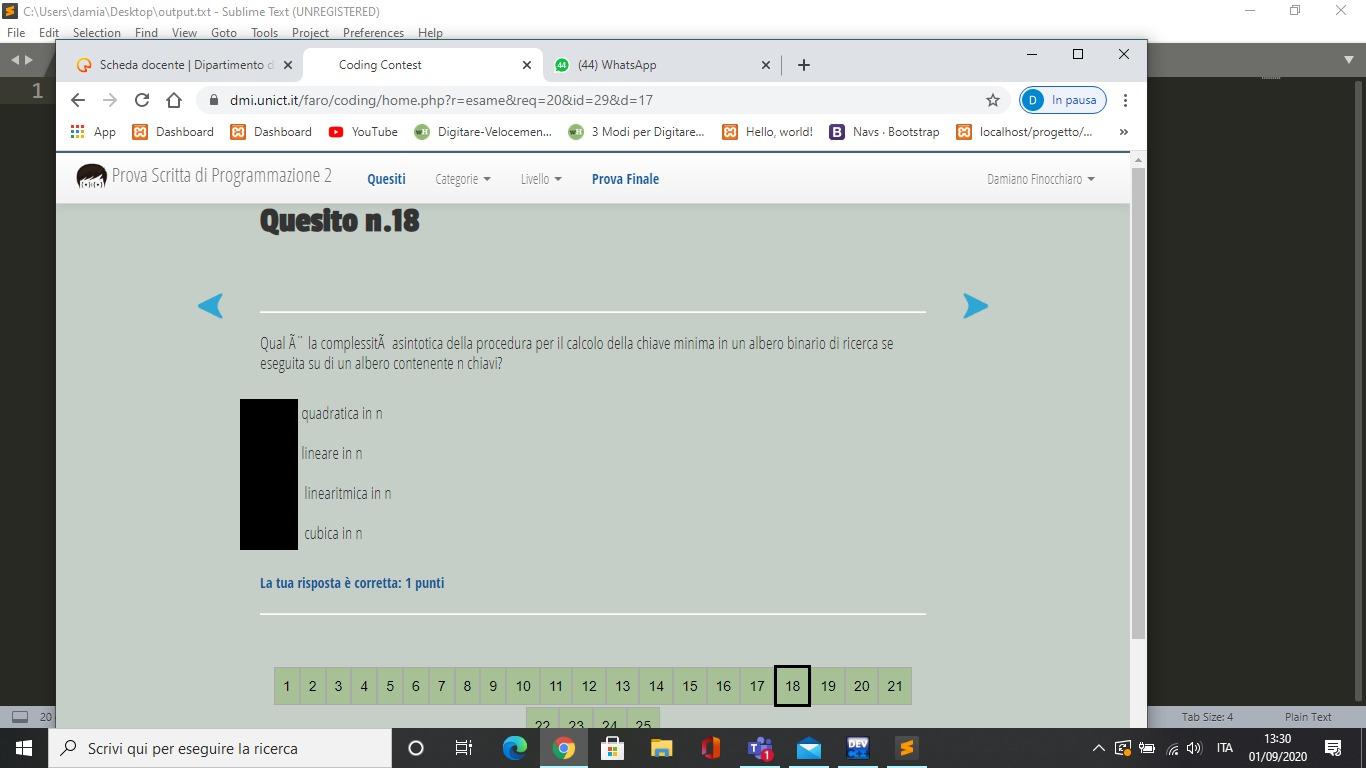 C:\Users\damia\Desktop\output.txt - Sublime Text (UNREGISTERED)
File Edit Selection Find View Goto Tools Project Preferences Help
Scheda docente | Dipartimento d
Coding Contest
(44) WhatsApp
1
dmi.unict.it/faro/coding/home.php?r=esame&req=20&id=29&d=17
D In pausa
App Dashboard Dashboard YouTube Digitare-Velocemen... 3 Modi per Digitare... Hello, world! Navs · Bootstrap localhost/progetto/... »
Prova Scritta di Programmazione 2 Quesiti Categorie Livello Prova Finale Damiano Finocchiaro
Quesito n.18
Qual Ã¨ la complessitÃ asintotica della procedura per il calcolo della chiave minima in un albero binario di ricerca se
eseguita su di un albero contenente n chiavi?
quadratica in n
lineare in n
linearitmica in n
cubica in n
La tua risposta è corretta: 1 punti
1 2 3 4 5 6 7 8 9 10 11 12 13 14 15 16 17 18 19 20 21
22 23 24 25
20 Tab Size: 4 Plain Text
Scrivi qui per eseguire la ricerca
DEV
1
ITA
13:30
01/09/2020